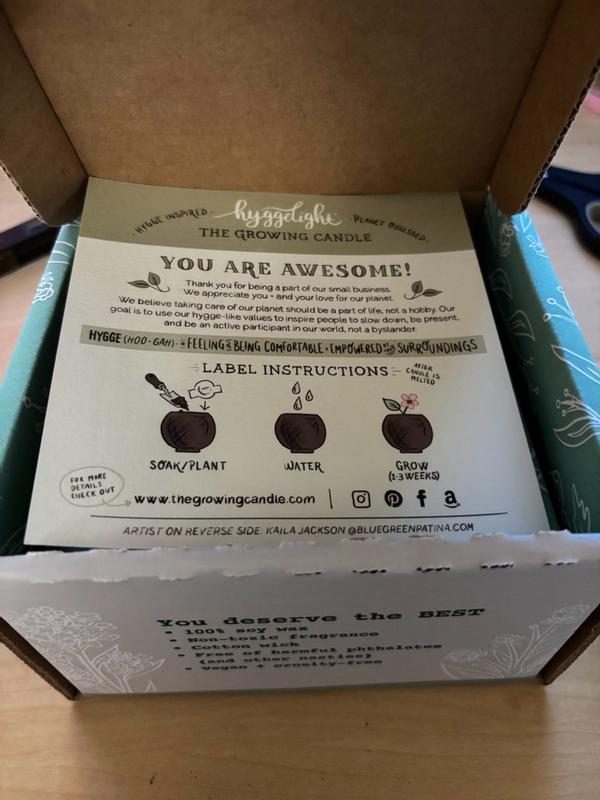 ·HYGGE INSPIRED· hyggelight ·PLANET OBSESSED·
THE GROWING CANDLE
YOU ARE AWESOME!
Thank you for being a part of our small business.
We appreciate you - and your love for our planet.
We believe taking care of our planet should be a part of life, not a hobby. Our
goal is to use our hygge-like values to inspire people to slow down, be present,
and be an active participant in our world, not a bystander.
HYGGE (HOO·GAH): FEELING BEING COMFORTABLE + EMPOWERED SURROUNDINGS
LABEL INSTRUCTIONS
AFTER
CANDLE IS
MELTED
SOAK/PLANT
WATER
GROW
(1-3 WEEKS)
FOR MORE
DETAILS
CHECK OUT
www.thegrowingcandle.com
ARTIST ON REVERSE SIDE: KAILA JACKSON @BLUEGREENPATINA.COM
You deserve the BEST
• 100% soy wax
• Non-toxic fragrance
• Cotton wick
• Free of harmful phthalates
(and other nasties)
• Vegan + cruelty-free